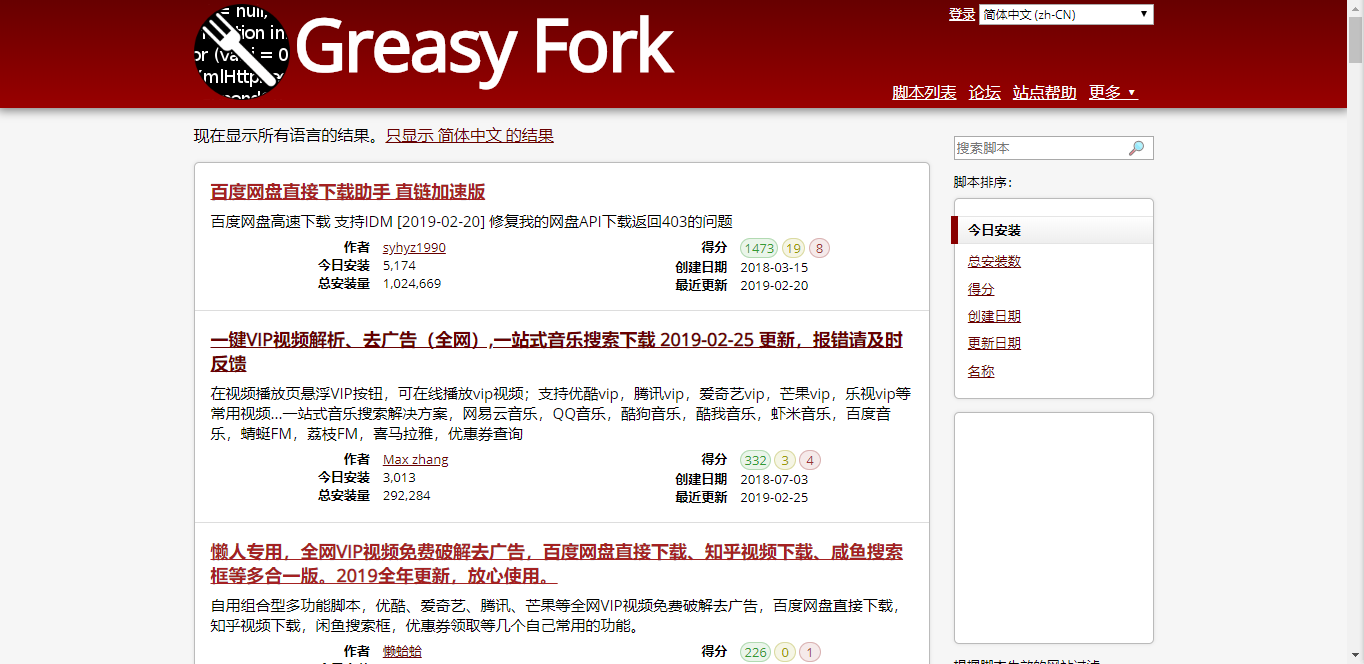 = null,
tion in
or (var i = 0
XmlHttpRe
Greasy Fork
登录 简体中文 (zh-CN)
脚本列表 论坛 站点帮助 更多
现在显示所有语言的结果。只显示 简体中文 的结果
百度网盘直接下载助手 直链加速版
百度网盘高速下载 支持IDM [2019-02-20] 修复我的网盘API下载返回403的问题
作者 syhyz1990 得分 1473 19 8
今日安装 5,174 创建日期 2018-03-15
总安装量 1,024,669 最近更新 2019-02-20
一键VIP视频解析、去广告（全网）,一站式音乐搜索下载 2019-02-25 更新，报错请及时
反馈
在视频播放页悬浮VIP按钮，可在线播放vip视频；支持优酷vip，腾讯vip，爱奇艺vip，芒果vip，乐视vip等
常用视频...一站式音乐搜索解决方案，网易云音乐，QQ音乐，酷狗音乐，酷我音乐，虾米音乐，百度音
乐，蜻蜓FM，荔枝FM，喜马拉雅，优惠券查询
作者 Max zhang 得分 332 3 4
今日安装 3,013 创建日期 2018-07-03
总安装量 292,284 最近更新 2019-02-25
懒人专用，全网VIP视频免费破解去广告，百度网盘直接下载、知乎视频下载、咸鱼搜索
框等多合一版。2019全年更新，放心使用。
自用组合型多功能脚本，优酷、爱奇艺、腾讯、芒果等全网VIP视频免费破解去广告，百度网盘直接下载，
知乎视频下载，闲鱼搜索框，优惠券领取等几个自己常用的功能。
作者 懒蛤蛤 得分 226 0 1
搜索脚本
脚本排序：
今日安装
总安装数
得分
创建日期
更新日期
名称